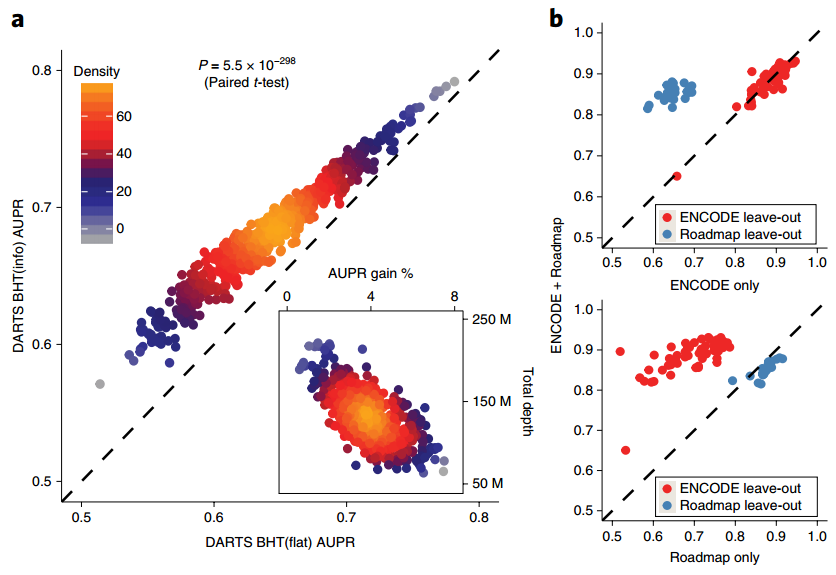 a
P = 5.5 × 10⁻²⁹⁸
(Paired t-test)
Density
60
40
20
0
0.8
0.7
0.6
0.5
DARTS BHT(info) AUPR
0.5
0.6
0.7
0.8
DARTS BHT(flat) AUPR
AUPR gain %
0
4
8
250 M
150 M
50 M
Total depth
b
1.0
0.9
0.8
0.7
0.6
0.5
ENCODE leave-out
Roadmap leave-out
0.5
0.6
0.7
0.8
0.9
1.0
ENCODE only
ENCODE + Roadmap
1.0
0.9
0.8
0.7
0.6
0.5
ENCODE leave-out
Roadmap leave-out
0.5
0.6
0.7
0.8
0.9
1.0
Roadmap only